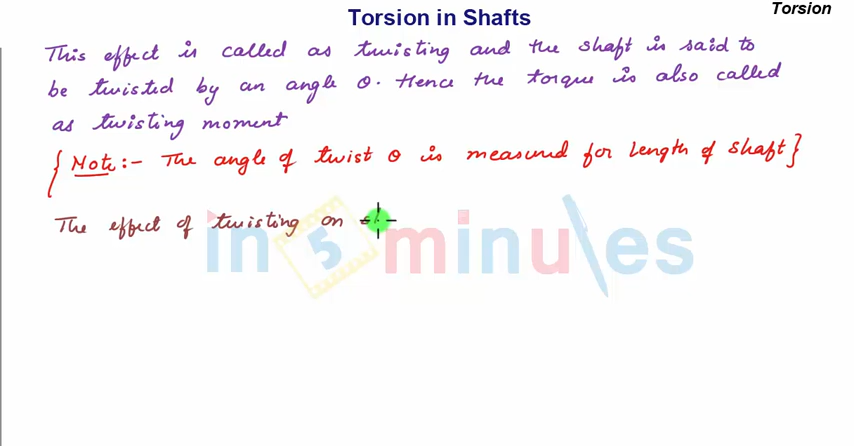 Torsion
Torsion in Shafts
This effect is called as twisting and the shaft is said to
be twisted by an angle θ. Hence the torque is also called
as twisting moment
{ Note :- The angle of twist θ is measured for length of shaft}
The effect of twisting on
in 5 minutes